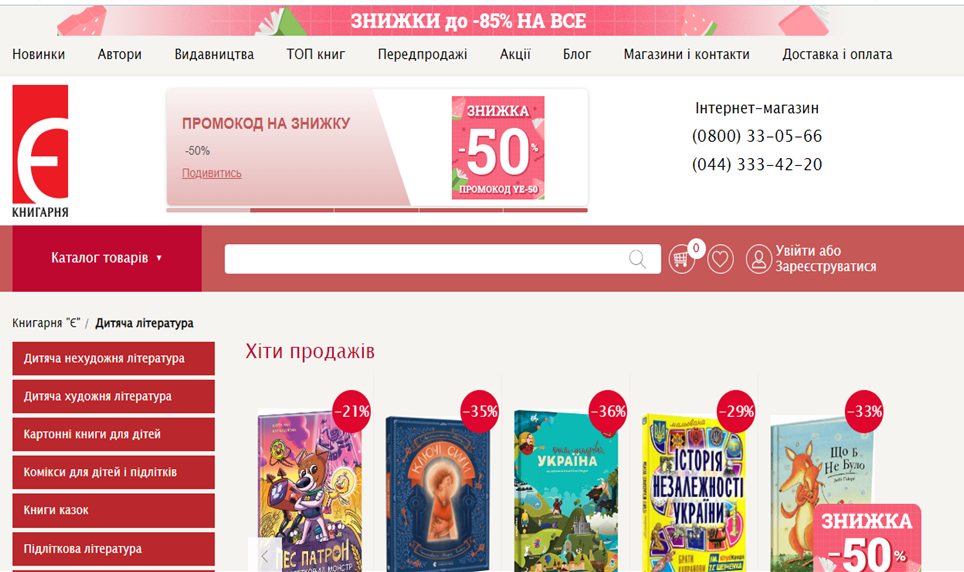 ЗНИЖКИ до -85% НА ВСЕ
Новинки Автори Видавництва ТОП книг Передпродажі Акції Блог Магазини і контакти Доставка і оплата
Є
КНИГАРНЯ
ПРОМОКОД НА ЗНИЖКУ
-50%
Подивитись
ЗНИЖКА
-50%
ПРОМОКОД YE-50
Інтернет-магазин
(0800) 33-05-66
(044) 333-42-20
Каталог товарів ▼
0
Увійти або
Зареєструватися
Книгарня "Є" / Дитяча література
Дитяча нехудожня література
Дитяча художня література
Картонні книги для дітей
Комікси для дітей і підлітків
Книги казок
Підліткова література
Хіти продажів
-21%
ПЕС ПАТРОН
-35%
КЛЮЧІ СИЛИ
-36%
УКРАЇНА
-29%
ІСТОРІЯ
НЕЗАЛЕЖНОСТІ
УКРАЇНИ
-33%
Що б
Не Було
ЗНИЖКА
-50%